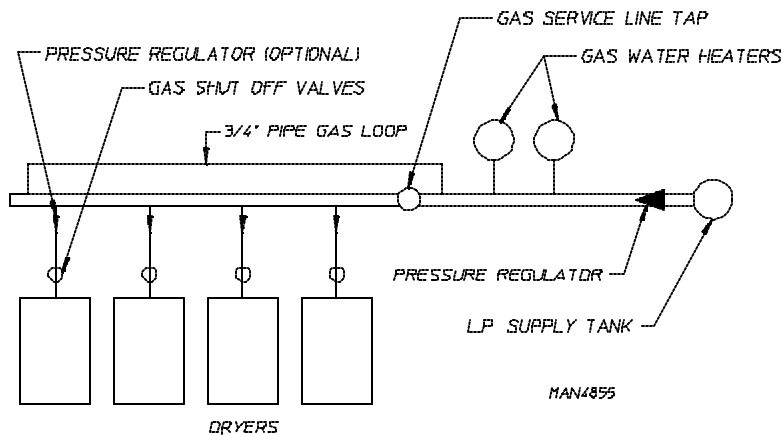 GAS SERVICE LINE TAP
PRESSURE REGULATOR (OPTIONAL)
GAS WATER HEATERS
GAS SHUT OFF VALVES
3/4" PIPE GAS LOOP
PRESSURE REGULATOR
L.P SUPPLY TANK
MAN4855
DRYERS